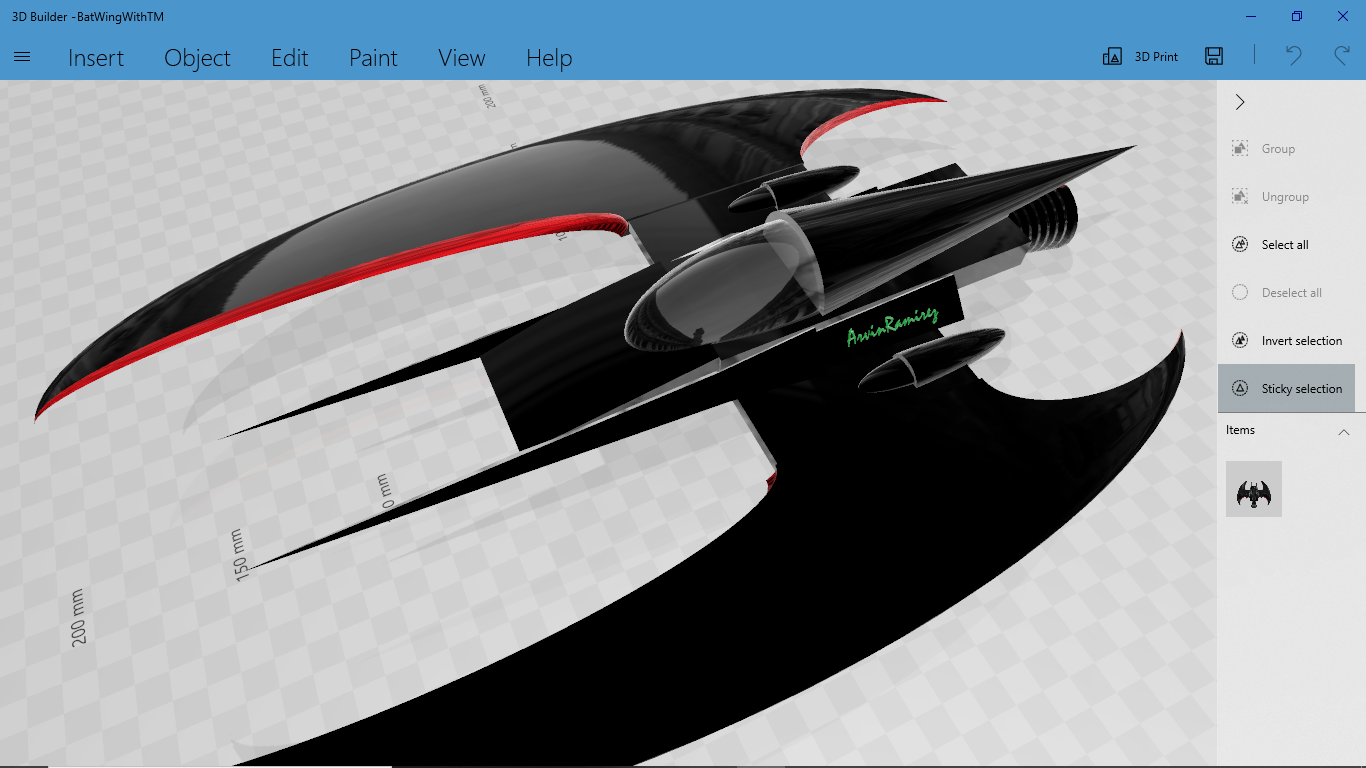 3D Builder -BatWingWithTM
Insert
Object
Edit
Paint
View
Help
3D Print
200 mm
Group
Ungroup
Select all
Deselect all
Invert selection
Sticky selection
Items
ArvinRamirez
0 mm
150 mm
200 mm